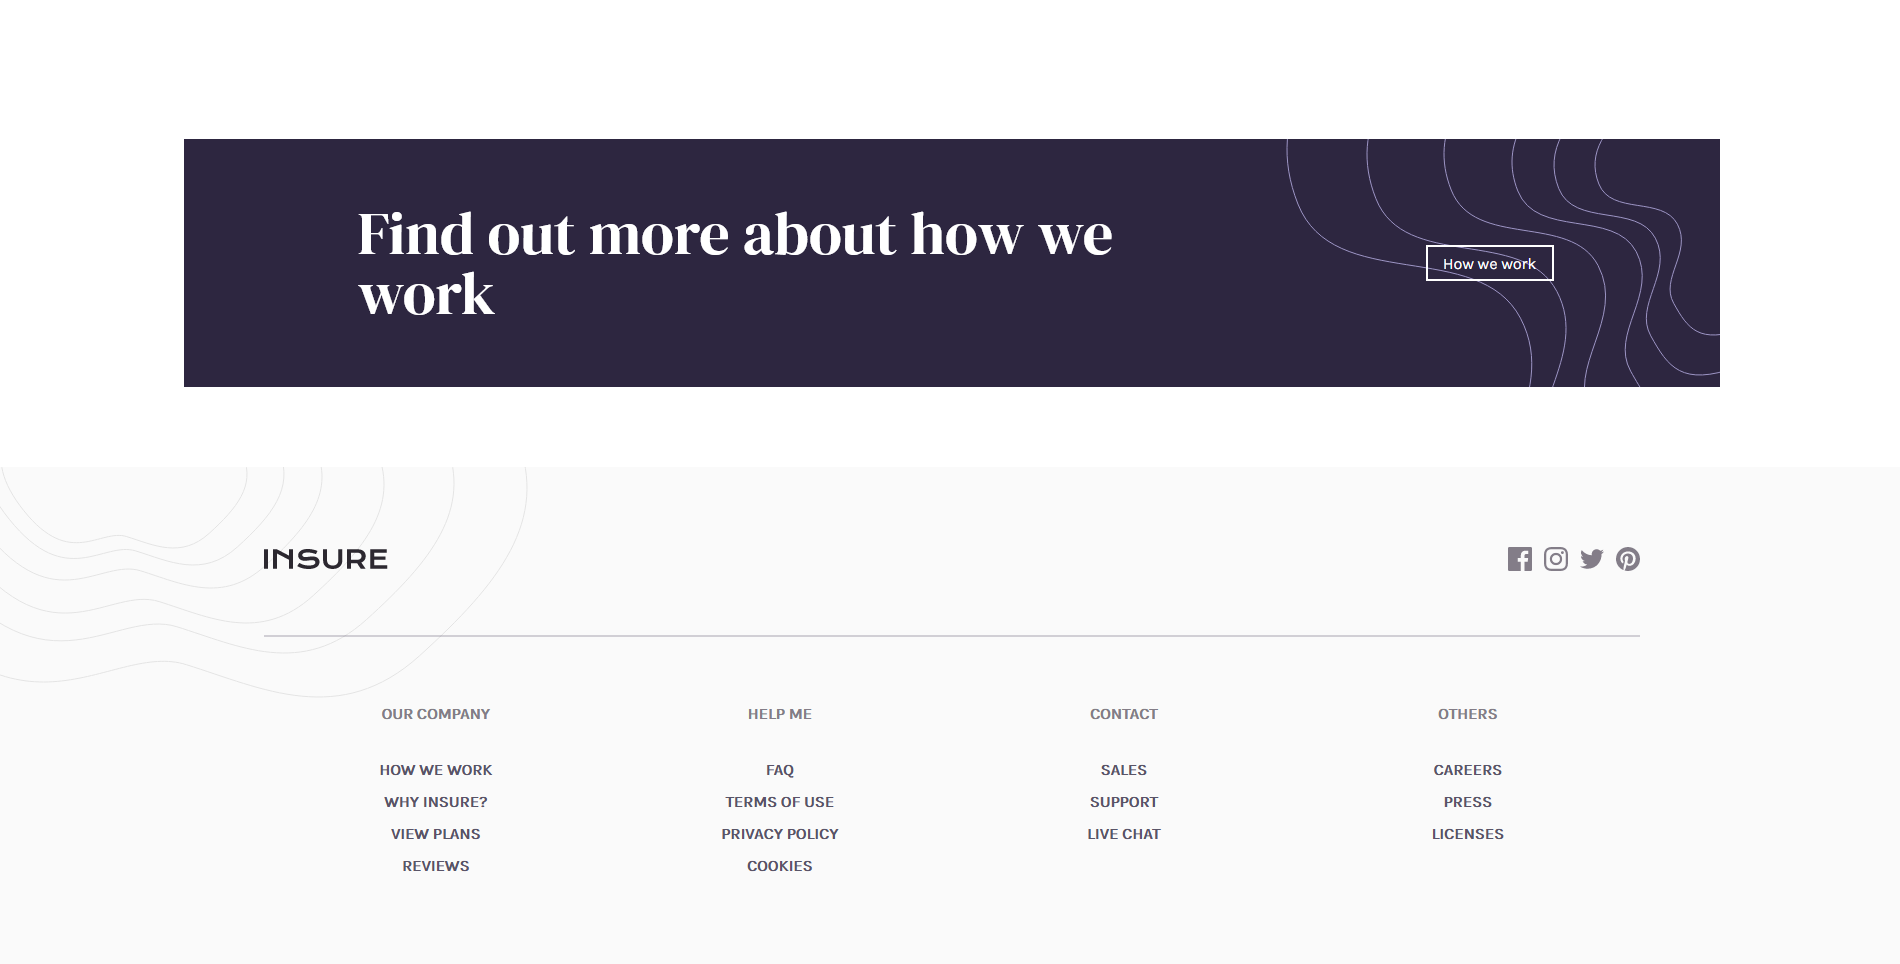 Find out more about how we
work
How we work
INSURE
OUR COMPANY
HOW WE WORK
WHY INSURE?
VIEW PLANS
REVIEWS
HELP ME
FAQ
TERMS OF USE
PRIVACY POLICY
COOKIES
CONTACT
SALES
SUPPORT
LIVE CHAT
OTHERS
CAREERS
PRESS
LICENSES